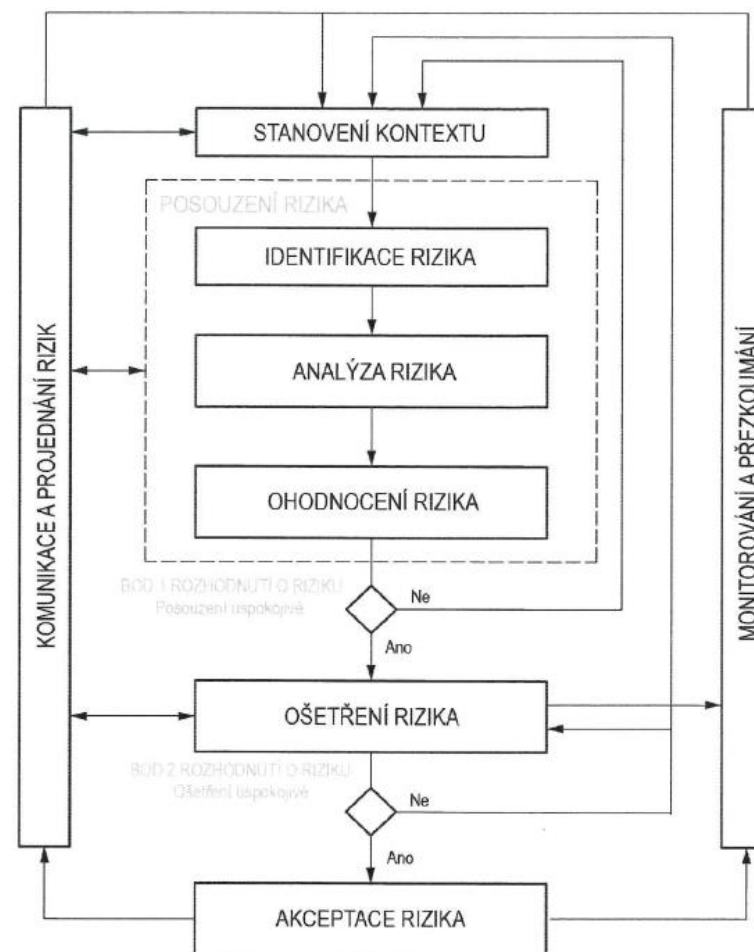 STANOVENÍ KONTEXTU
POSOUZENÍ RIZIKA
IDENTIFIKACE RIZIKA
ANALÝZA RIZIKA
OHODNOCENÍ RIZIKA
BOD 1 ROZHODNUTÍ O RIZIKU
Posouzení uspokojivé
Ne
Ano
OŠETŘENÍ RIZIKA
BOD 2 ROZHODNUTÍ O RIZIKU
Ošetření uspokojivé
Ne
Ano
AKCEPTACE RIZIKA
KOMUNIKACE A PROJEDNÁNÍ RIZIK
MONITOROVÁNÍ A PŘEZKOUMÁNÍ